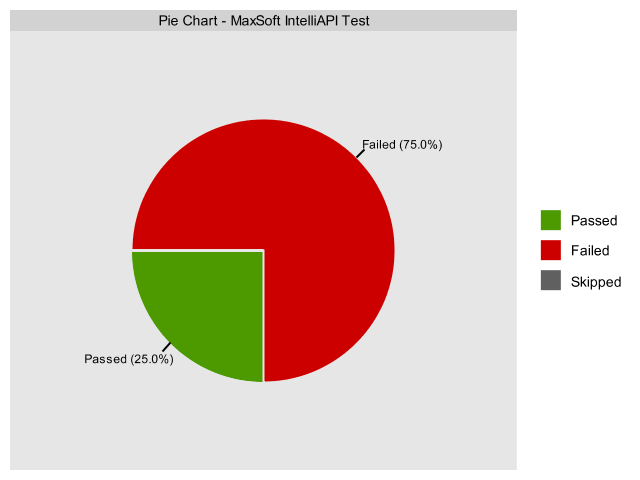 Pie Chart - MaxSoft IntelliAPI Test
Failed (75.0%)
Passed (25.0%)
Passed
Failed
Skipped